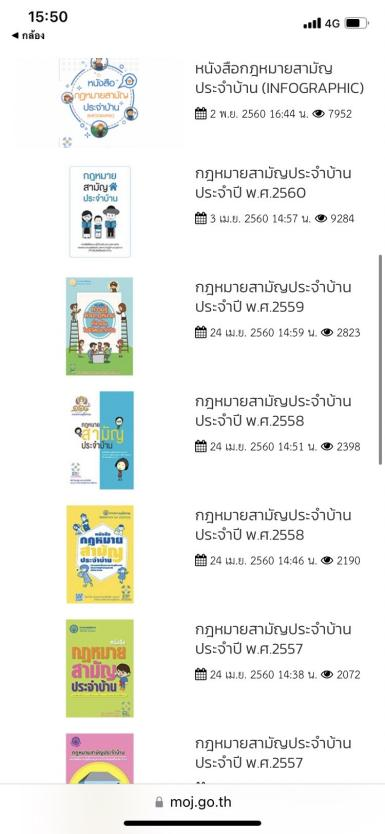 15:50
4G
กล้อง
หนังสือ
กฎหมายสามัญ
ประจำบ้าน
หนังสือกฎหมายสามัญ
ประจำบ้าน (INFOGRAPHIC)
2 พ.ย. 2560 16:44 น. 7952
กฎหมาย
สามัญ
ประจำบ้าน
กฎหมายสามัญประจำบ้าน
ประจำปี พ.ศ.2560
3 เม.ย. 2560 14:57 น. 9284
กฎหมายสามัญประจำบ้าน
ประจำปี พ.ศ.2559
24 เม.ย. 2560 14:59 น. 2823
กฎหมาย
สามัญ
ประจำบ้าน
กฎหมายสามัญประจำบ้าน
ประจำปี พ.ศ.2558
24 เม.ย. 2560 14:51 น. 2398
หนังสือ
กฎหมาย
สามัญ
ประจำบ้าน
กฎหมายสามัญประจำบ้าน
ประจำปี พ.ศ.2558
24 เม.ย. 2560 14:46 น. 2190
หนังสือ
กฎหมาย
สามัญ
ประจำบ้าน
กฎหมายสามัญประจำบ้าน
ประจำปี พ.ศ.2557
24 เม.ย. 2560 14:38 น. 2072
กฎหมายสามัญประจำบ้าน
กฎหมายสามัญประจำบ้าน
ประจำปี พ.ศ.2557
moj.go.th